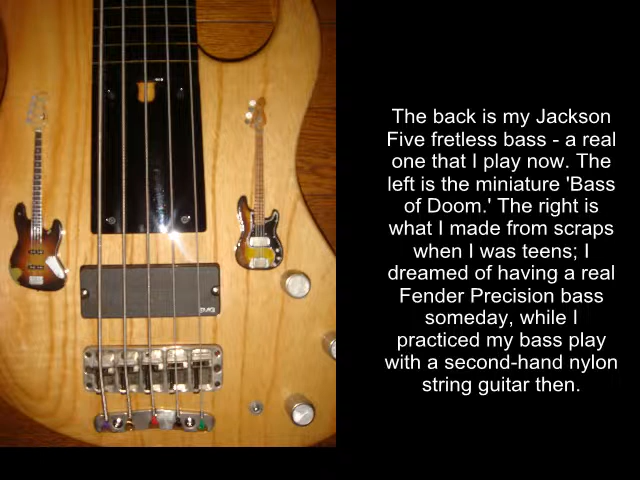 The back is my Jackson
Five fretless bass - a real
one that I play now. The
left is the miniature 'Bass
of Doom.' The right is
what I made from scraps
when I was teens; I
dreamed of having a real
Fender Precision bass
someday, while I
practiced my bass play
with a second-hand nylon
string guitar then.
EMG